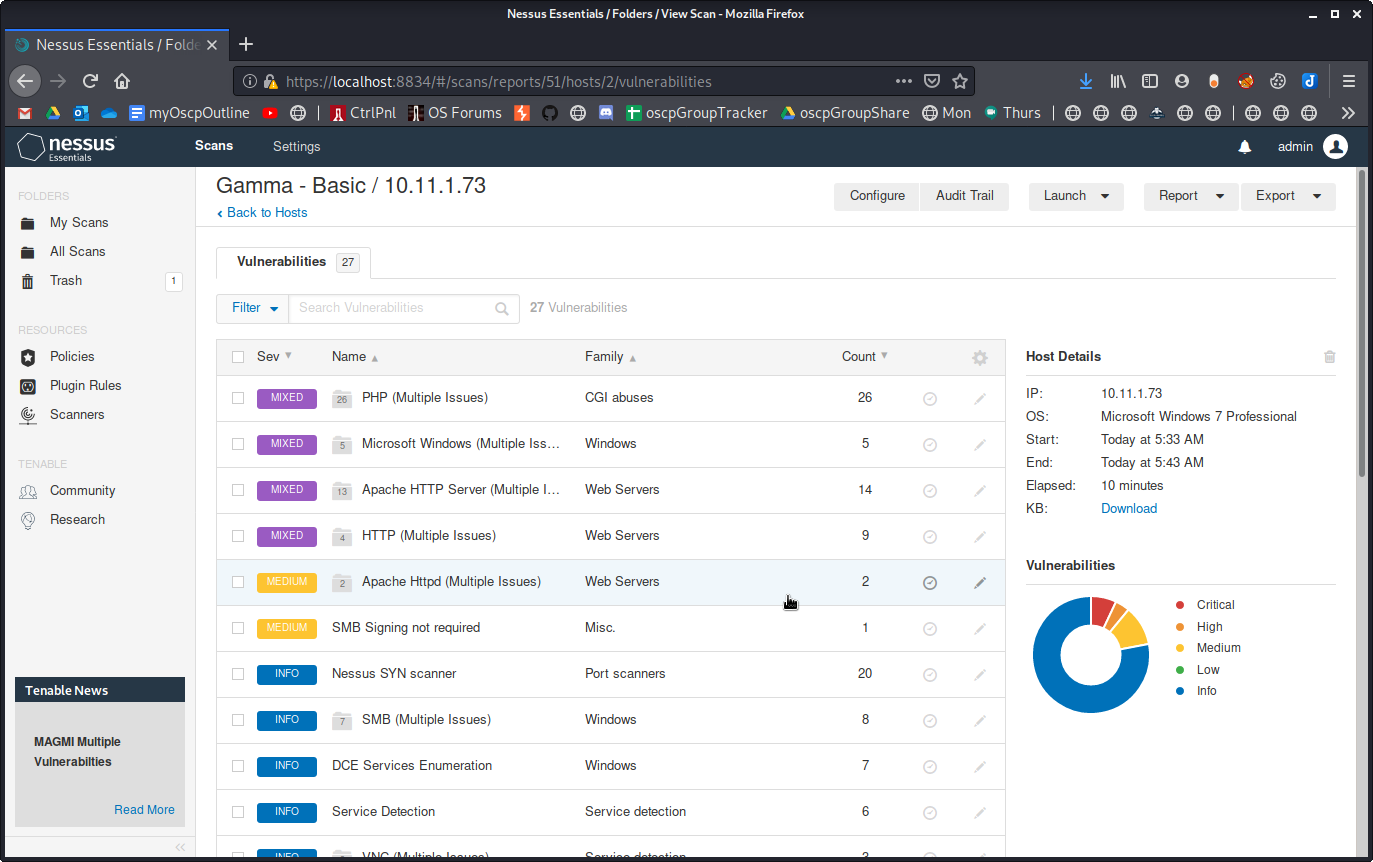 Nessus Essentials / Folders / View Scan - Mozilla Firefox
Nessus Essentials / Folde
https://localhost:8834/#/scans/reports/51/hosts/2/vulnerabilities
myOscpOutline CtrlPnl OS Forums oscpGroupTracker oscpGroupShare Mon Thurs
nessus Essentials Scans Settings admin
FOLDERS
My Scans
All Scans
Trash 1
RESOURCES
Policies
Plugin Rules
Scanners
TENABLE
Community
Research
Tenable News
MAGMI Multiple
Vulnerabilties
Read More
Gamma - Basic / 10.11.1.73
Back to Hosts
Configure Audit Trail Launch Report Export
Vulnerabilities 27
Filter Search Vulnerabilities 27 Vulnerabilities
Sev Name Family Count
MIXED 26 PHP (Multiple Issues) CGI abuses 26
MIXED 5 Microsoft Windows (Multiple Iss... Windows 5
MIXED 13 Apache HTTP Server (Multiple I... Web Servers 14
MIXED 4 HTTP (Multiple Issues) Web Servers 9
MEDIUM 2 Apache Httpd (Multiple Issues) Web Servers 2
MEDIUM SMB Signing not required Misc. 1
INFO Nessus SYN scanner Port scanners 20
INFO 7 SMB (Multiple Issues) Windows 8
INFO DCE Services Enumeration Windows 7
INFO Service Detection Service detection 6
INFO VNC (Multiple Issues) Service detection 3
Host Details
IP: 10.11.1.73
OS: Microsoft Windows 7 Professional
Start: Today at 5:33 AM
End: Today at 5:43 AM
Elapsed: 10 minutes
KB: Download
Vulnerabilities
Critical
High
Medium
Low
Info